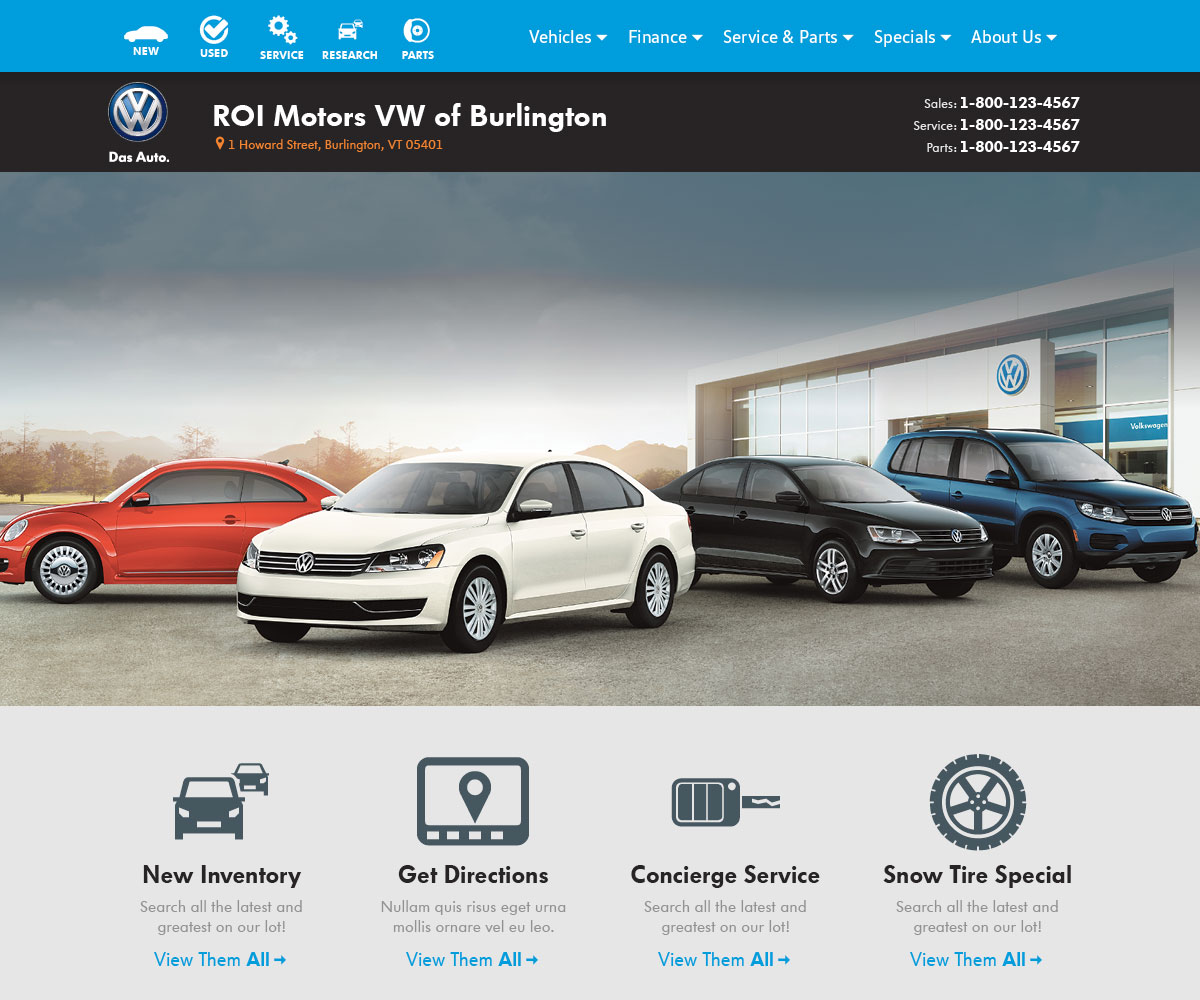 NEW
USED
SERVICE
RESEARCH
PARTS
Vehicles
Finance
Service & Parts
Specials
About Us
Das Auto.
ROI Motors VW of Burlington
1 Howard Street, Burlington, VT 05401
Sales: 1-800-123-4567
Service: 1-800-123-4567
Parts: 1-800-123-4567
Volkswagen
New Inventory
Search all the latest and
greatest on our lot!
View Them All
Get Directions
Nullam quis risus eget urna
mollis ornare vel eu leo.
View Them All
Concierge Service
Search all the latest and
greatest on our lot!
View Them All
Snow Tire Special
Search all the latest and
greatest on our lot!
View Them All